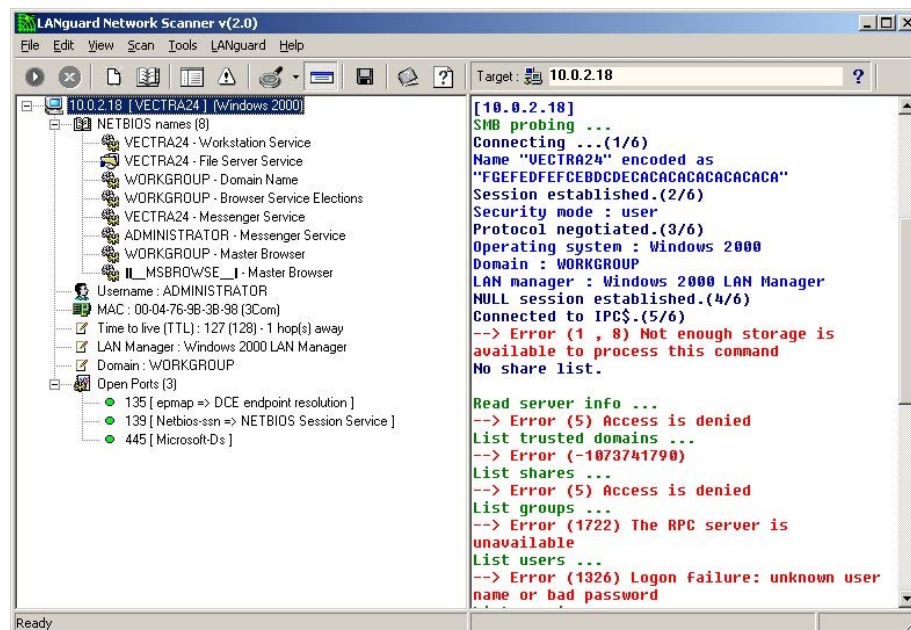 LANguard Network Scanner v(2.0)
File Edit View Scan Tools LANguard Help
Target : 10.0.2.18 ?
10.0.2.18 [ VECTRA24 ] (Windows 2000)
NETBIOS names (8)
VECTRA24 - Workstation Service
VECTRA24 - File Server Service
WORKGROUP - Domain Name
WORKGROUP - Browser Service Elections
VECTRA24 - Messenger Service
ADMINISTRATOR - Messenger Service
WORKGROUP - Master Browser
__MSBROWSE__ - Master Browser
Username : ADMINISTRATOR
MAC : 00-04-76-9B-3B-98 (3Com)
Time to live (TTL) : 127 (128) - 1 hop(s) away
LAN Manager : Windows 2000 LAN Manager
Domain : WORKGROUP
Open Ports (3)
135 [ epmap => DCE endpoint resolution ]
139 [ Netbios-ssn => NETBIOS Session Service ]
445 [ Microsoft-Ds ]
[10.0.2.18]
SMB probing ...
Connecting ...(1/6)
Name "VECTRA24" encoded as
"FGEFEDFEFCEBDCDECACACACACACACACA"
Session established.(2/6)
Security mode : user
Protocol negotiated.(3/6)
Operating system : Windows 2000
Domain : WORKGROUP
LAN manager : Windows 2000 LAN Manager
NULL session established.(4/6)
Connected to IPC$.(5/6)
--> Error (1 , 8) Not enough storage is
available to process this command
No share list.
Read server info ...
--> Error (5) Access is denied
List trusted domains ...
--> Error (-1073741790)
List shares ...
--> Error (5) Access is denied
List groups ...
--> Error (1722) The RPC server is
unavailable
List users ...
--> Error (1326) Logon failure: unknown user
name or bad password
Ready